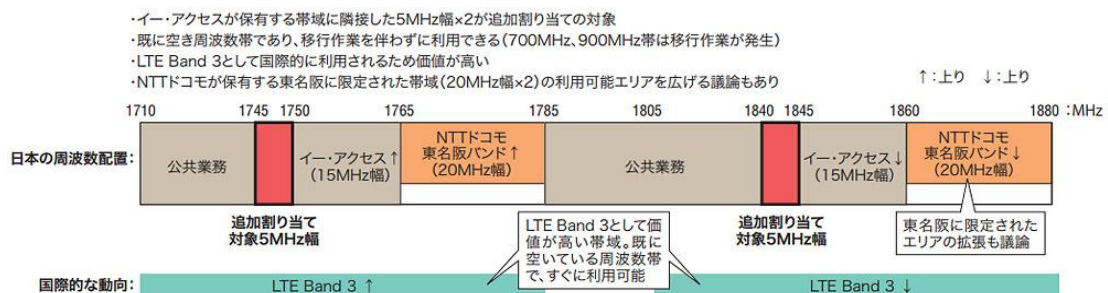 ・イー・アクセスが保有する帯域に隣接した5MHz幅×2が追加割り当ての対象
・既に空き周波数帯であり、移行作業を伴わずに利用できる（700MHz、900MHz帯は移行作業が発生）
・LTE Band 3として国際的に利用されるため価値が高い
・NTTドコモが保有する東名阪に限定された帯域（20MHz幅×2）の利用可能エリアを広げる議論もあり
↑：上り ↓：上り
1710 1745 1750 1765 1785 1805 1840 1845 1860 1880 :MHz
日本の周波数配置：
公共業務
イー・アクセス↑
（15MHz幅）
NTTドコモ
東名阪バンド↑
（20MHz幅）
公共業務
イー・アクセス↓
（15MHz幅）
NTTドコモ
東名阪バンド↓
（20MHz幅）
追加割り当て
対象5MHz幅
LTE Band 3として価
値が高い帯域。既に
空いている周波数帯
で、すぐに利用可能
追加割り当て
対象5MHz幅
東名阪に限定された
エリアの拡張も議論
国際的な動向：
LTE Band 3 ↑
LTE Band 3 ↓